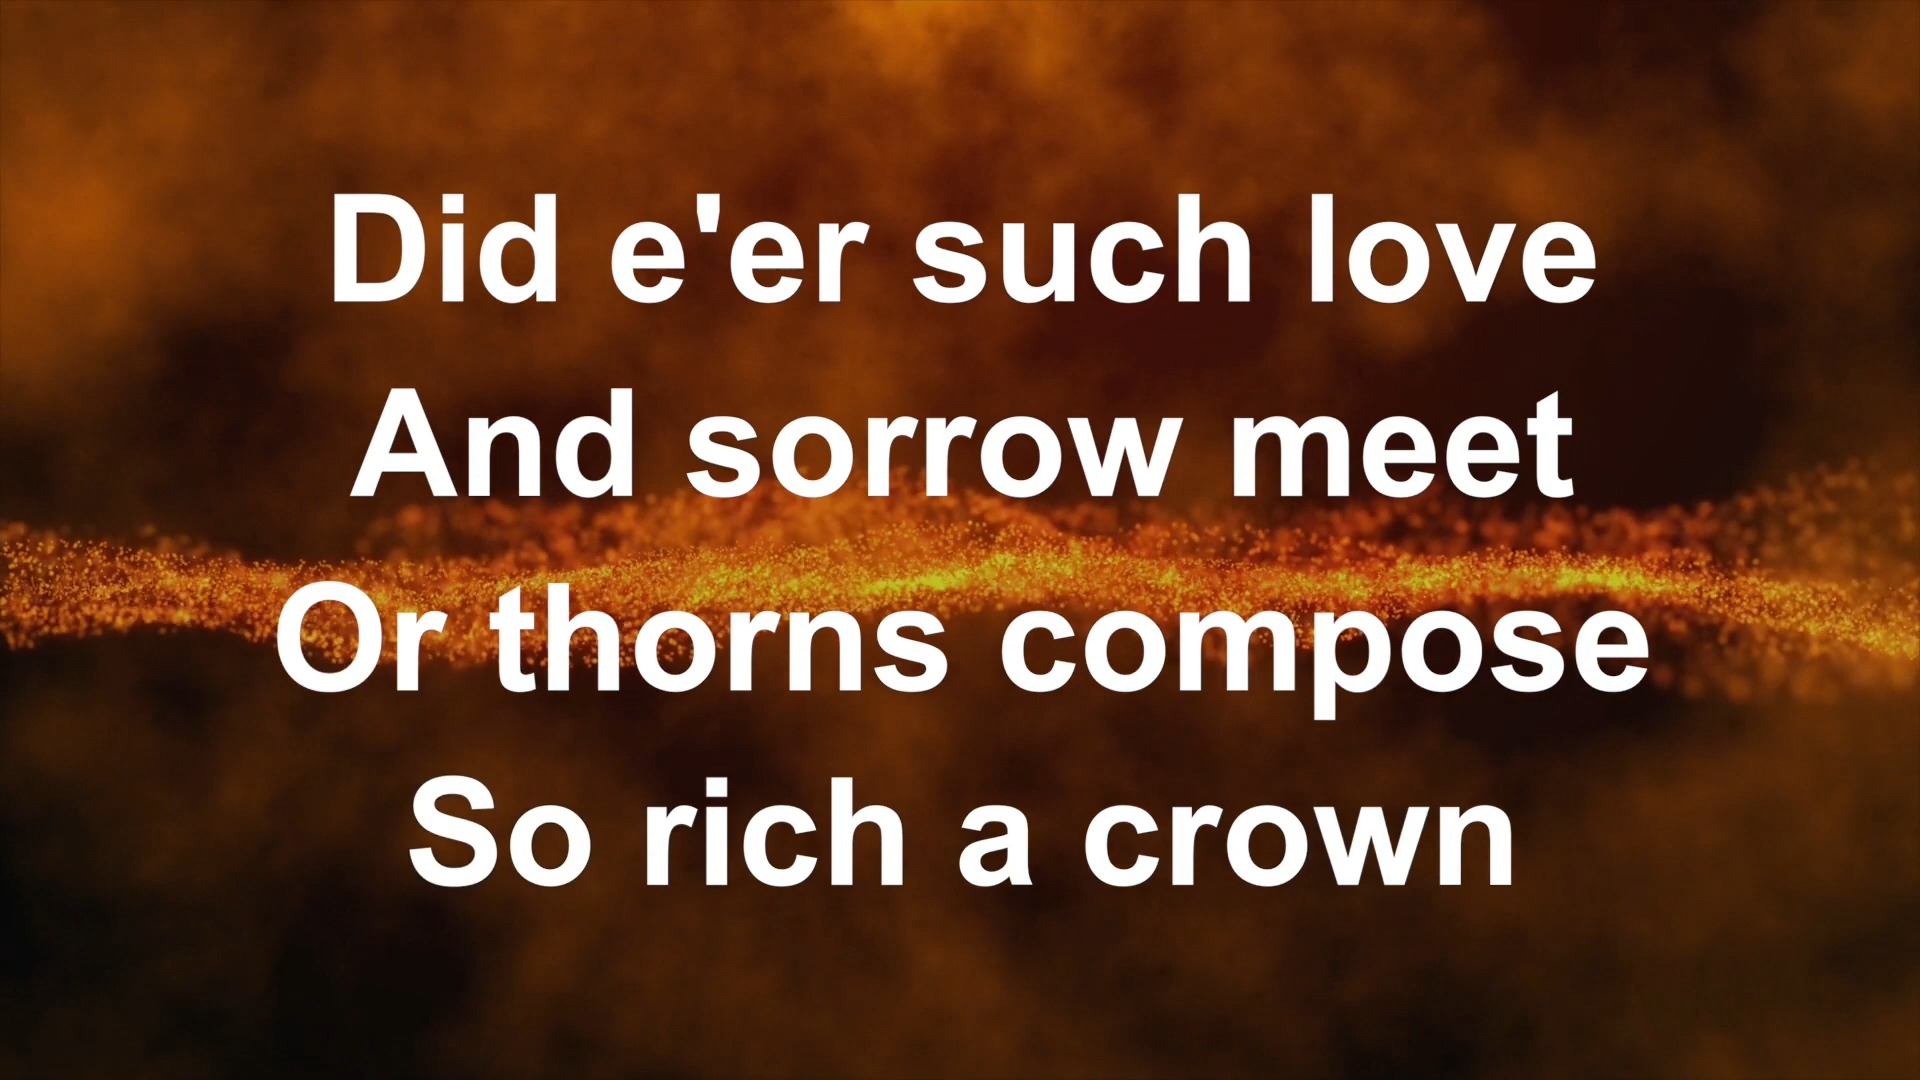 Did e'er such love
And sorrow meet
Or thorns compose
So rich a crown